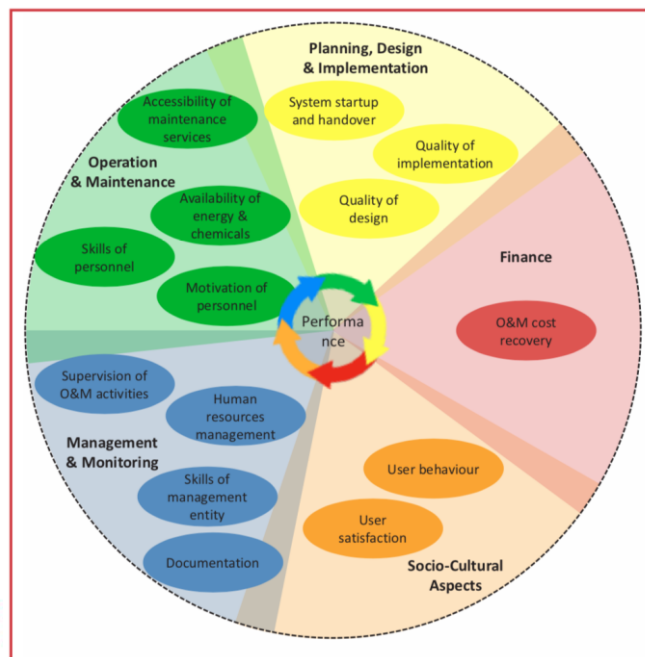 Planning, Design
& Implementation
System startup
and handover
Quality of
implementation
Quality of
design
Accessibility of
maintenance
services
Operation
& Maintenance
Availability of
energy &
chemicals
Skills of
personnel
Motivation of
personnel
Performa
nce
Finance
O&M cost
recovery
Supervision of
O&M activities
Human
resources
management
Management
& Monitoring
Skills of
management
entity
Documentation
User behaviour
User
satisfaction
Socio-Cultural
Aspects